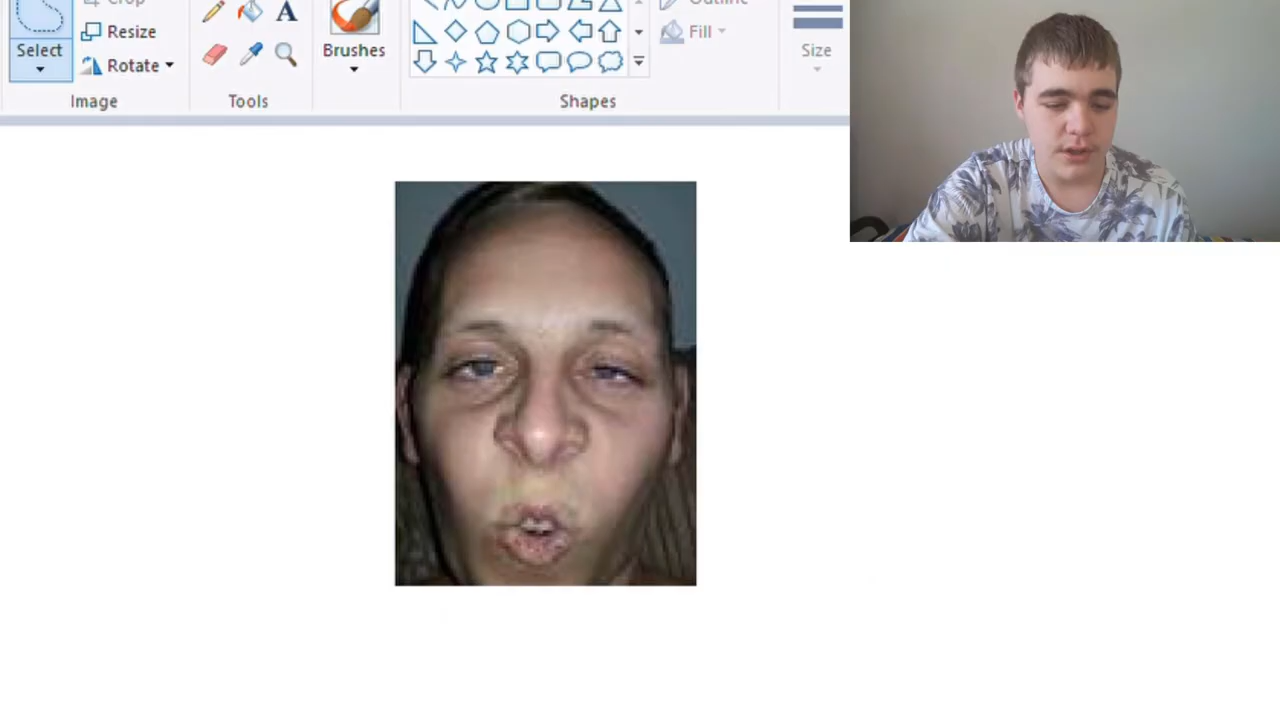 Crop
Resize
Rotate
Select
Image
A
Tools
Brushes
Shapes
Outline
Fill
Size